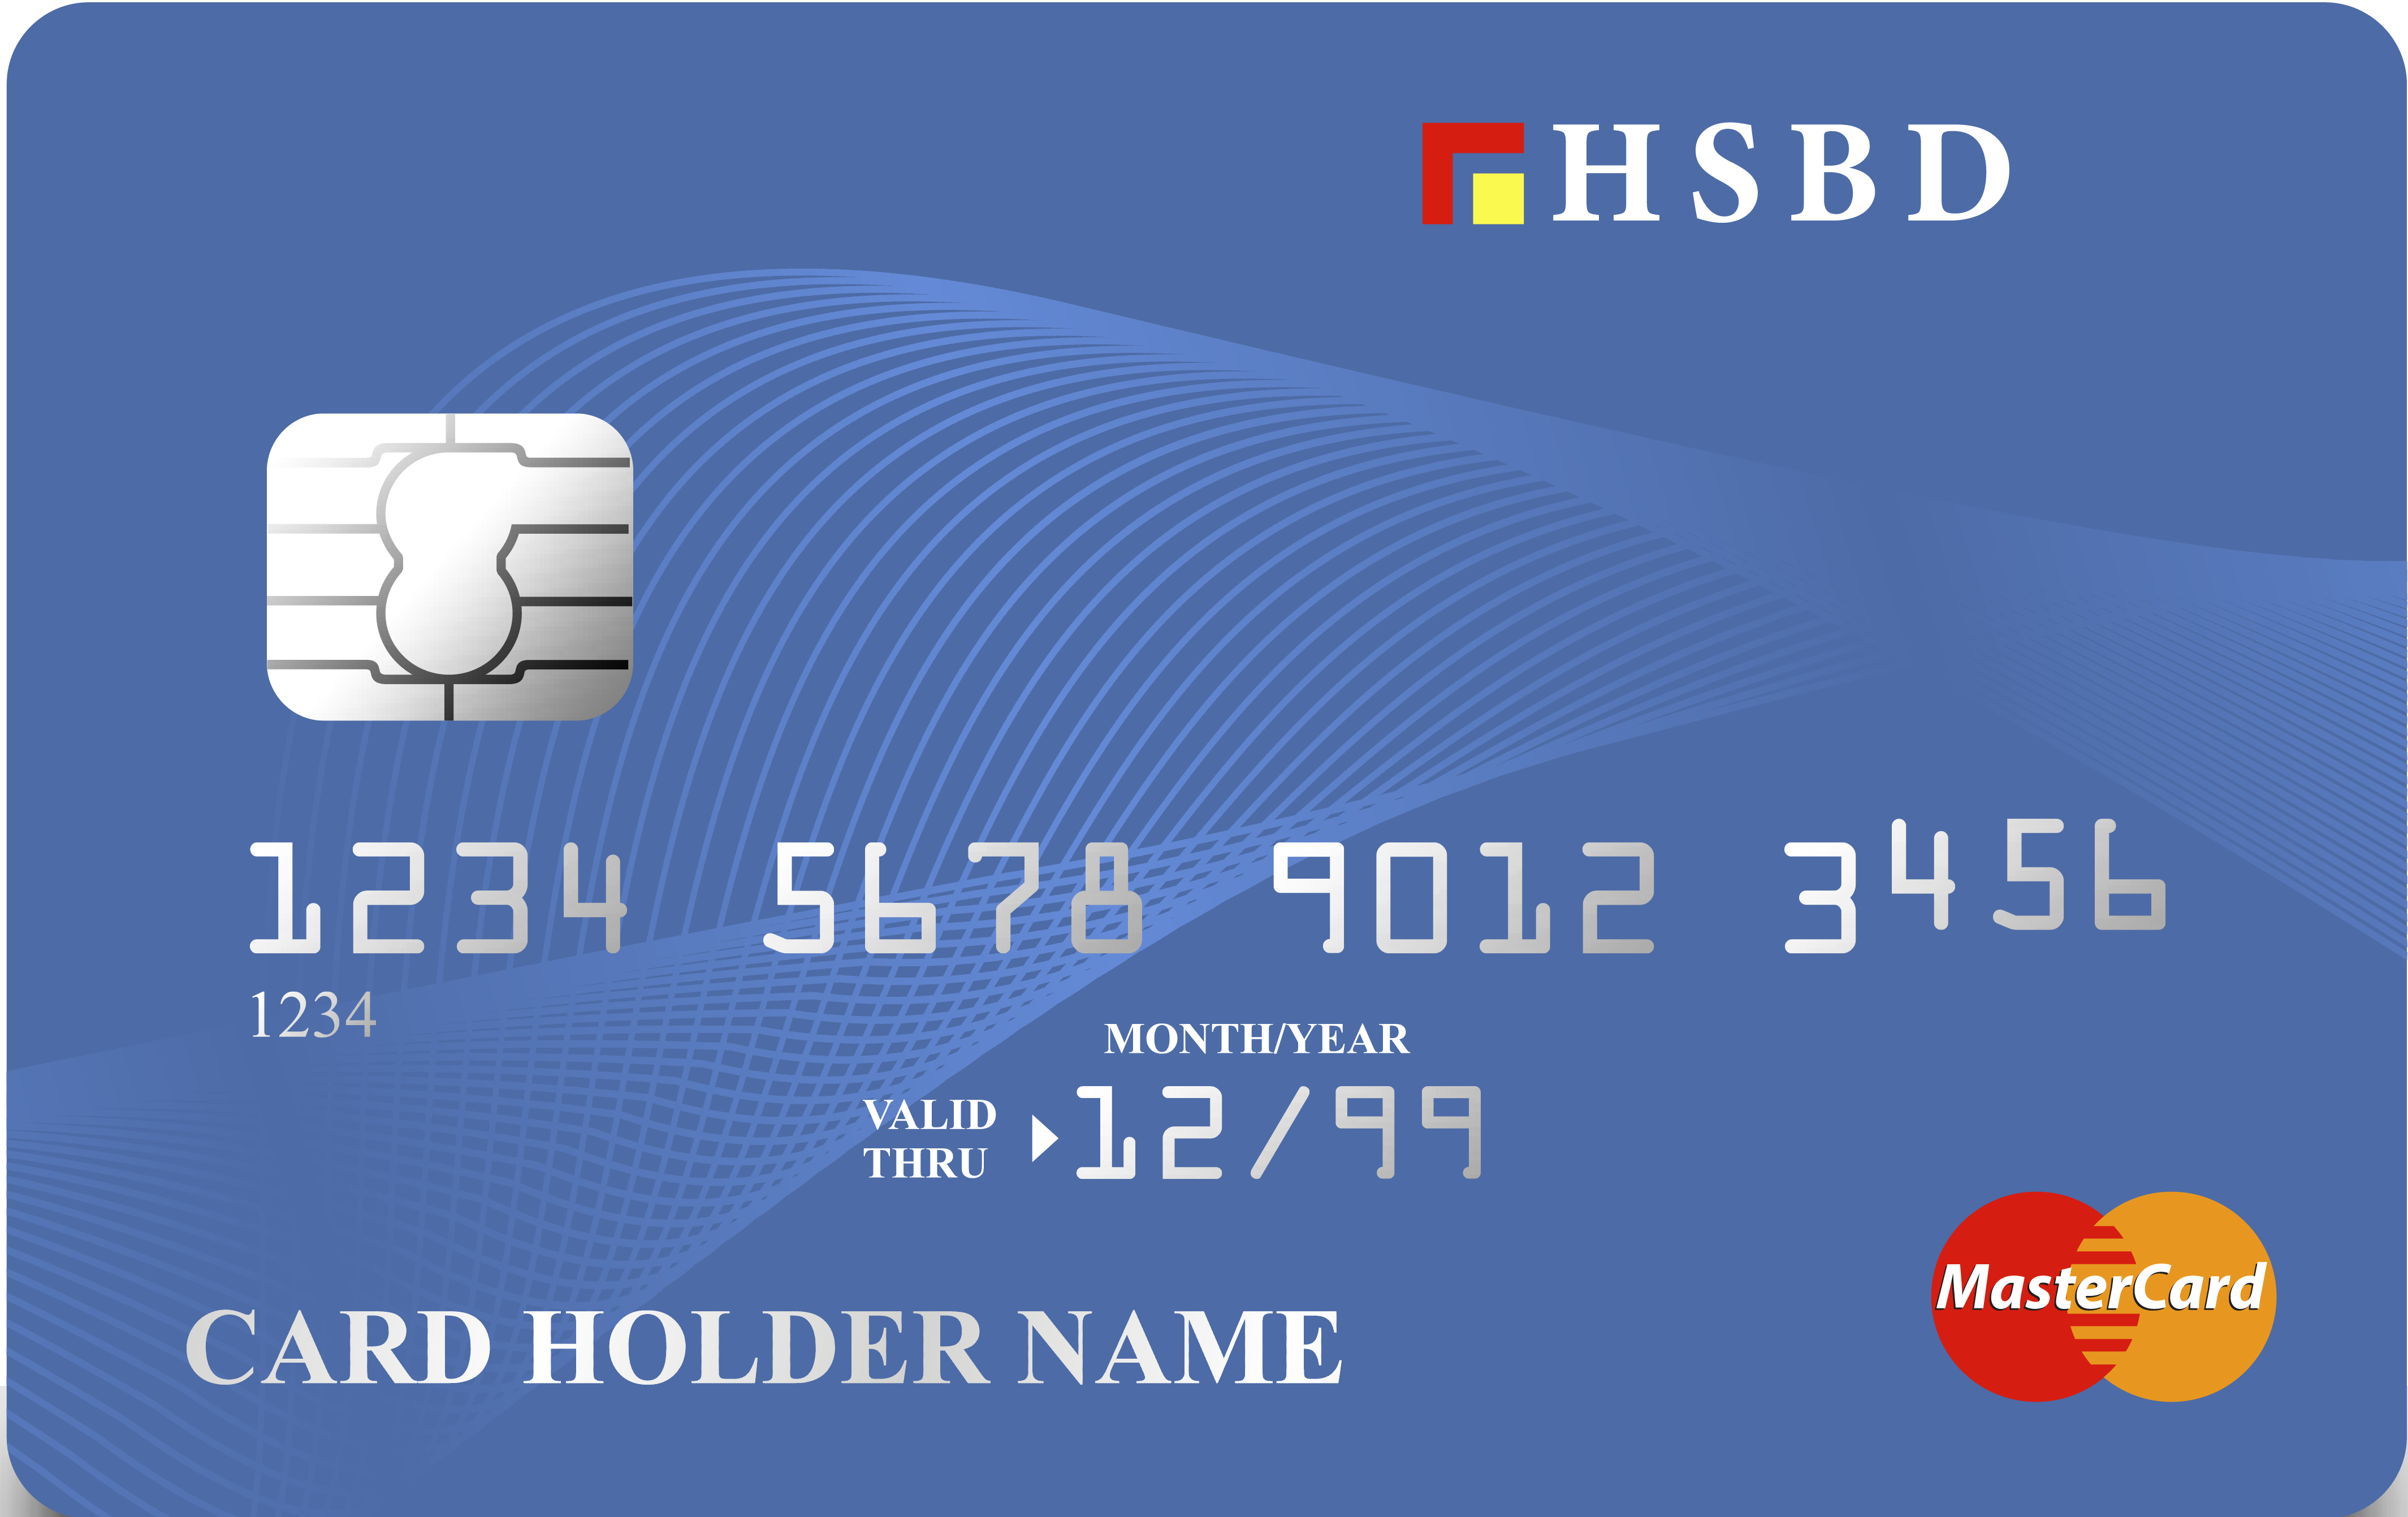 HSBD
1234 5678 9012 3456
1234
MONTH/YEAR
VALID
THRU
12/99
CARD HOLDER NAME
MasterCard